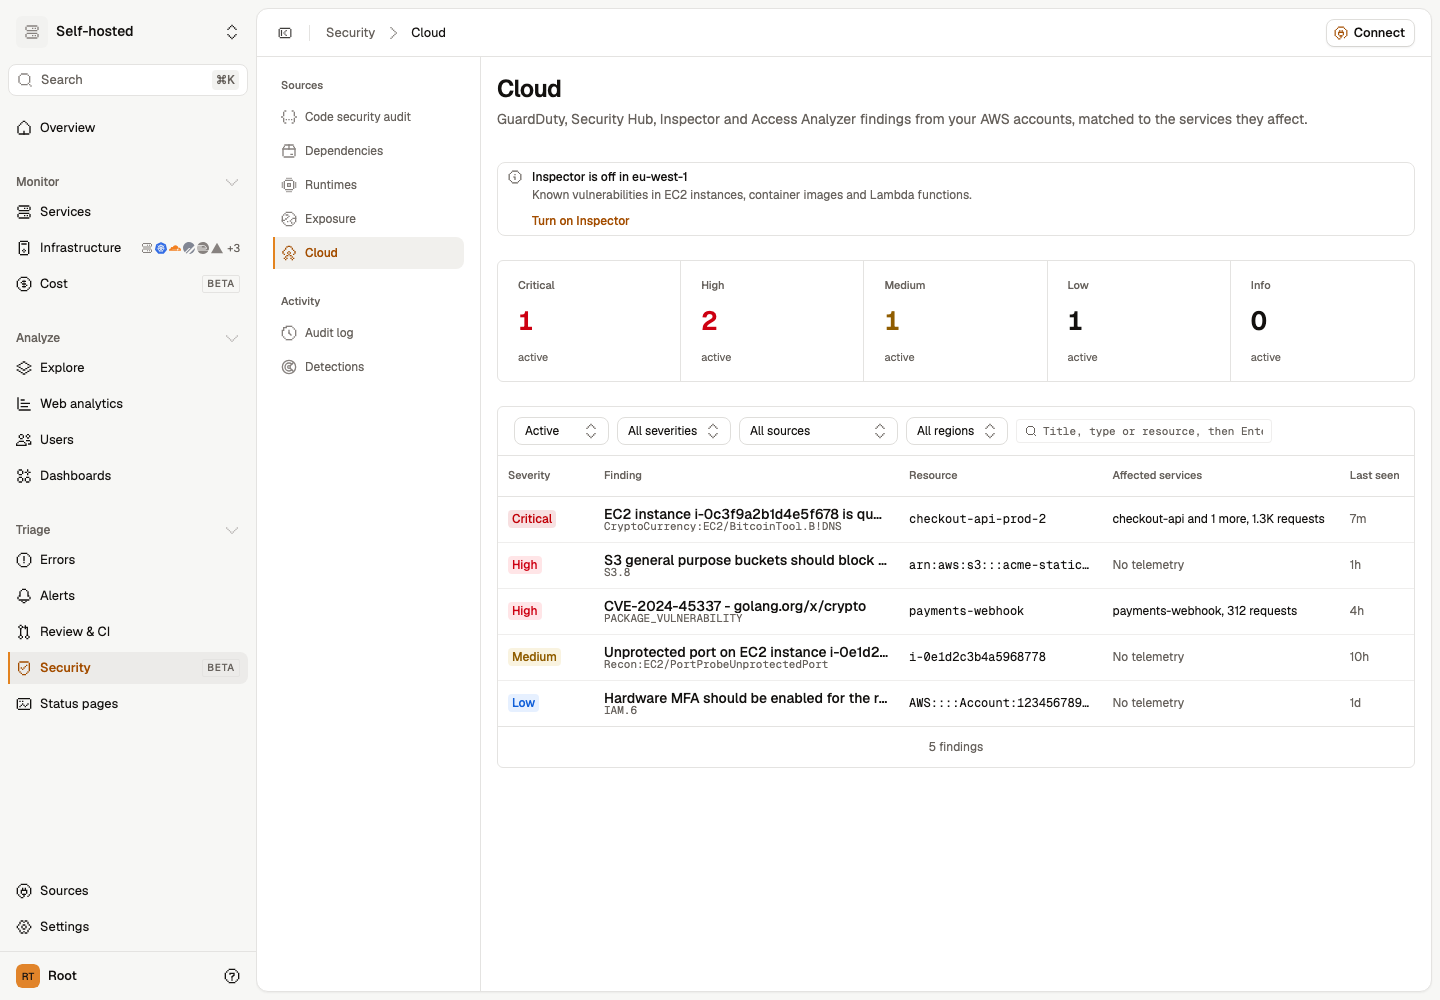 Self-hosted
Search ⌘K
Overview
Monitor
Services
Infrastructure +3
Cost BETA
Analyze
Explore
Web analytics
Users
Dashboards
Triage
Errors
Alerts
Review & CI
Security BETA
Status pages
Sources
Settings
RT Root
Security Cloud
Connect
Sources
Code security audit
Dependencies
Runtimes
Exposure
Cloud
Activity
Audit log
Detections
Cloud
GuardDuty, Security Hub, Inspector and Access Analyzer findings from your AWS accounts, matched to the services they affect.
Inspector is off in eu-west-1
Known vulnerabilities in EC2 instances, container images and Lambda functions.
Turn on Inspector
Critical High Medium Low Info
1 2 1 1 0
active active active active active
Active All severities All sources All regions Title, type or resource, then Ente
Severity Finding Resource Affected services Last seen
Critical EC2 instance i-0c3f9a2b1d4e5f678 is qu… checkout-api-prod-2 checkout-api and 1 more, 1.3K requests 7m
CryptoCurrency:EC2/BitcoinTool.B!DNS
High S3 general purpose buckets should block … arn:aws:s3:::acme-static… No telemetry 1h
S3.8
High CVE-2024-45337 - golang.org/x/crypto payments-webhook payments-webhook, 312 requests 4h
PACKAGE_VULNERABILITY
Medium Unprotected port on EC2 instance i-0e1d2… i-0e1d2c3b4a5968778 No telemetry 10h
Recon:EC2/PortProbeUnprotectedPort
Low Hardware MFA should be enabled for the r… AWS::::Account:123456789… No telemetry 1d
IAM.6
5 findings